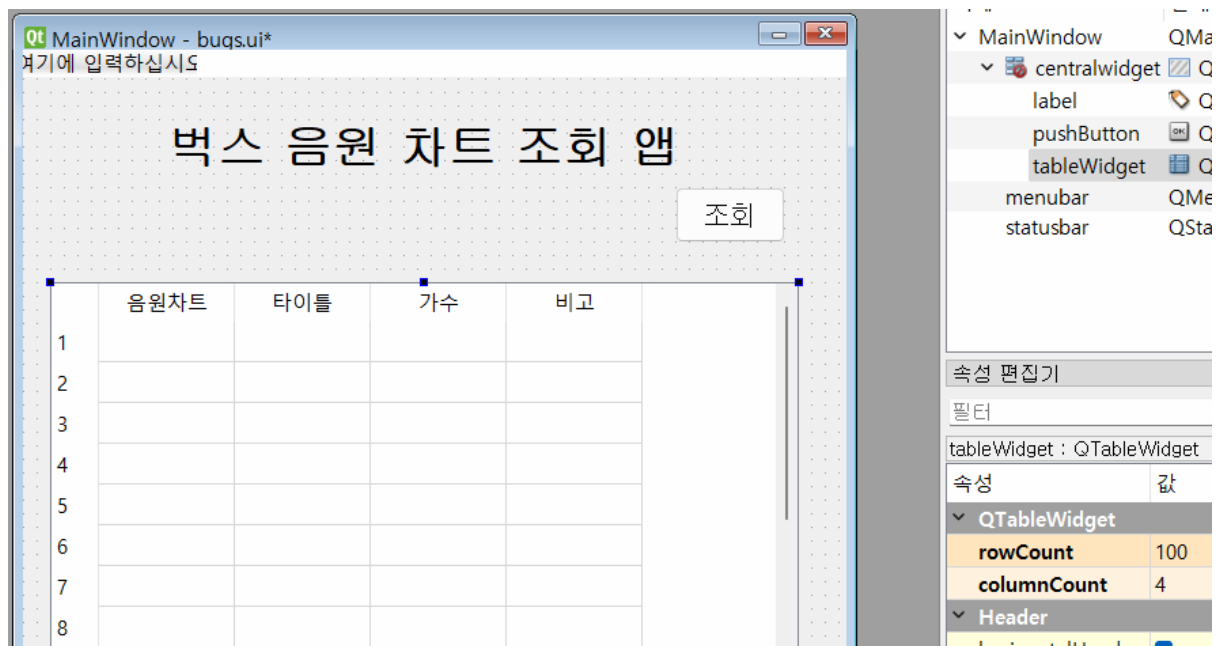 MainWindow - bugs.ui*
여기에 입력하십시오
벅스 음원 차트 조회 앱
조회
음원차트 타이틀 가수 비고
1
2
3
4
5
6
7
8
MainWindow
centralwidget
label
pushButton
tableWidget
menubar
statusbar
속성 편집기
필터
tableWidget : QTableWidget
속성 값
QTableWidget
rowCount 100
columnCount 4
Header